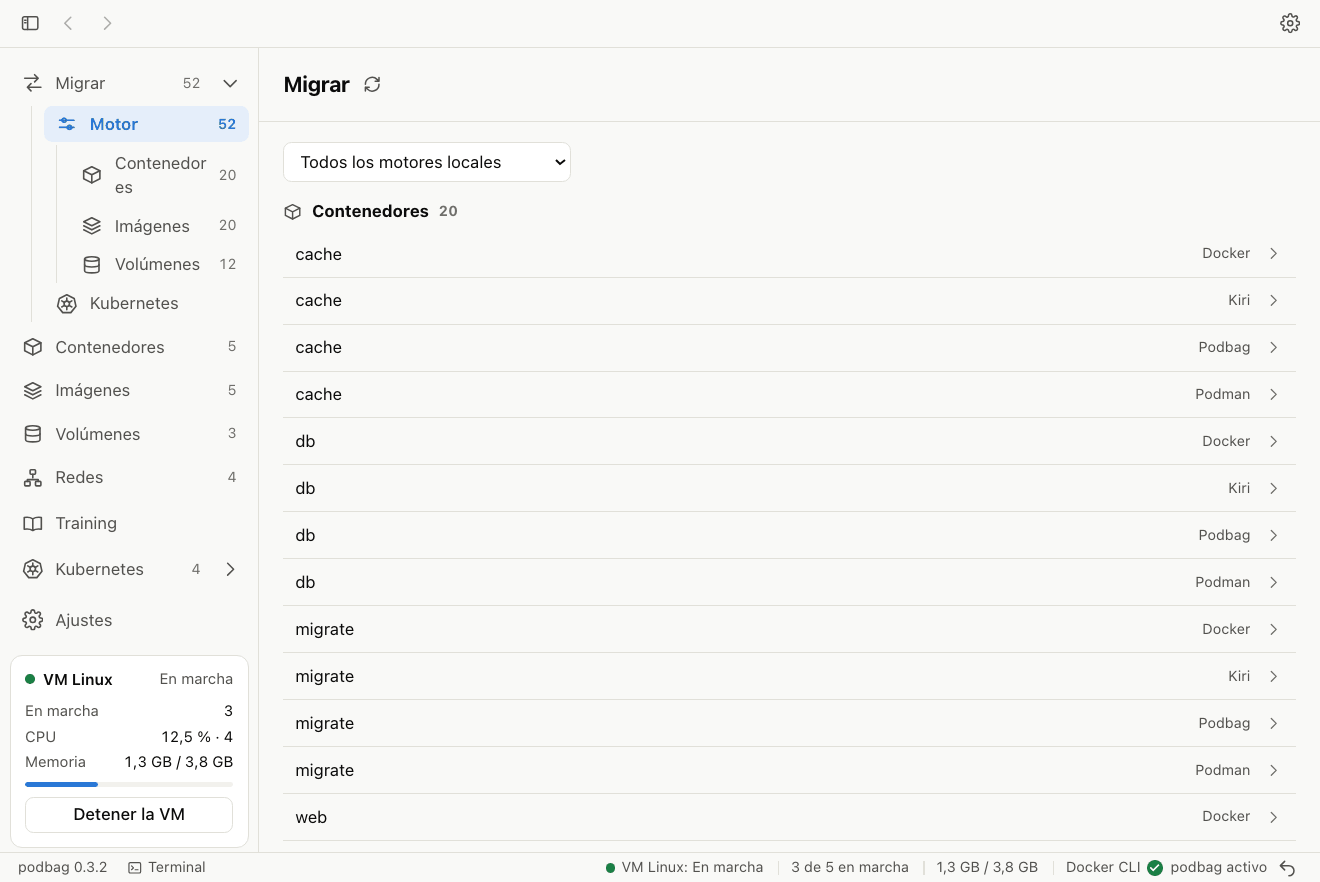 Migrar 52
Motor 52
Contenedor
es 20
Imágenes 20
Volúmenes 12
Kubernetes
Contenedores 5
Imágenes 5
Volúmenes 3
Redes 4
Training
Kubernetes 4
Ajustes
VM Linux En marcha
En marcha 3
CPU 12,5 % · 4
Memoria 1,3 GB / 3,8 GB
Detener la VM
Migrar
Todos los motores locales
Contenedores 20
cache Docker
cache Kiri
cache Podbag
cache Podman
db Docker
db Kiri
db Podbag
db Podman
migrate Docker
migrate Kiri
migrate Podbag
migrate Podman
web Docker
podbag 0.3.2 Terminal VM Linux: En marcha 3 de 5 en marcha 1,3 GB / 3,8 GB Docker CLI podbag activo